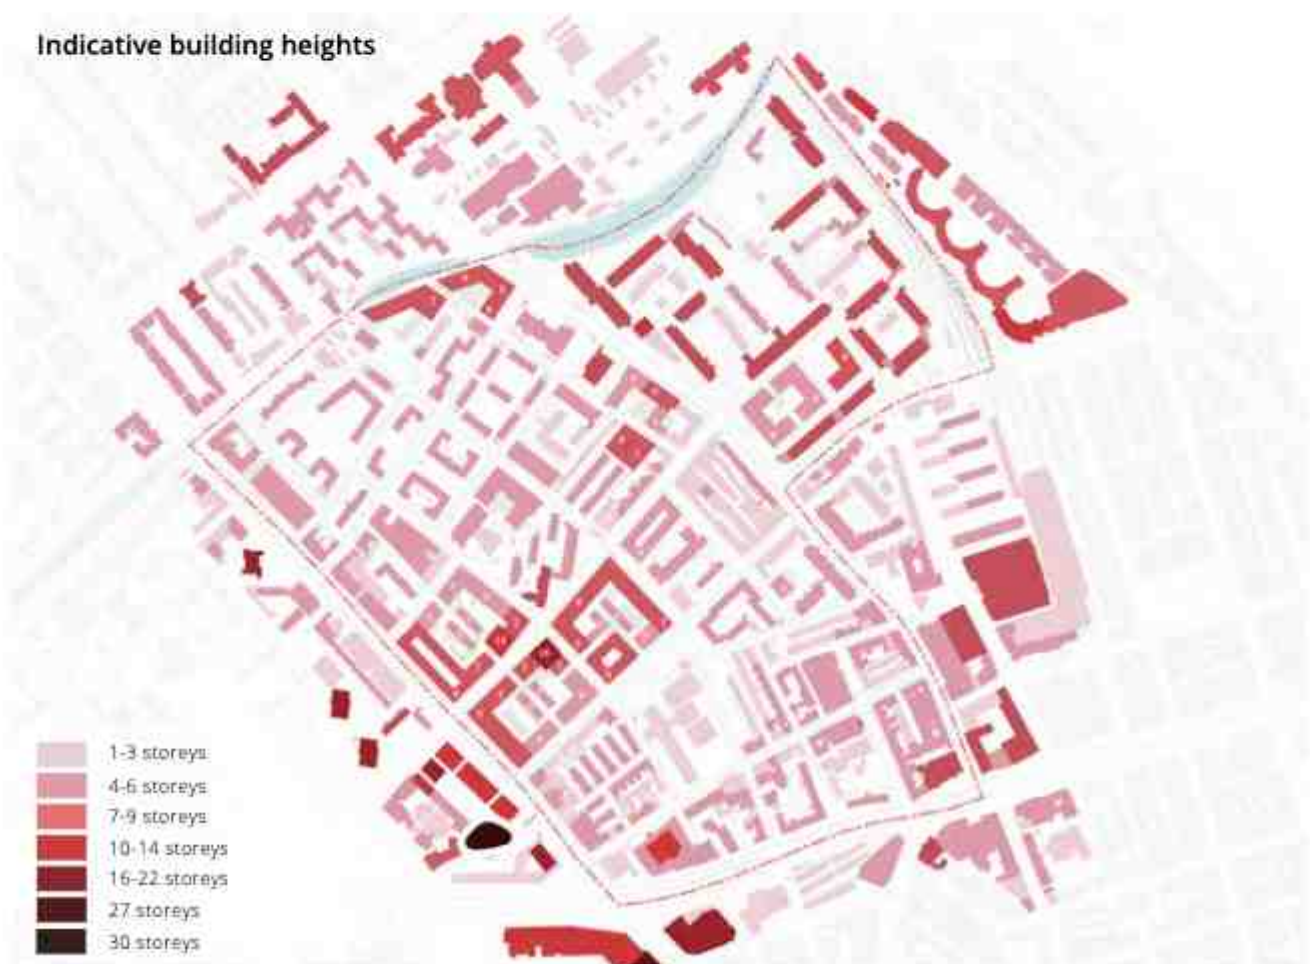 Indicative building heights
1-3 storeys
4-6 storeys
7-9 storeys
10-14 storeys
16-22 storeys
27 storeys
30 storeys